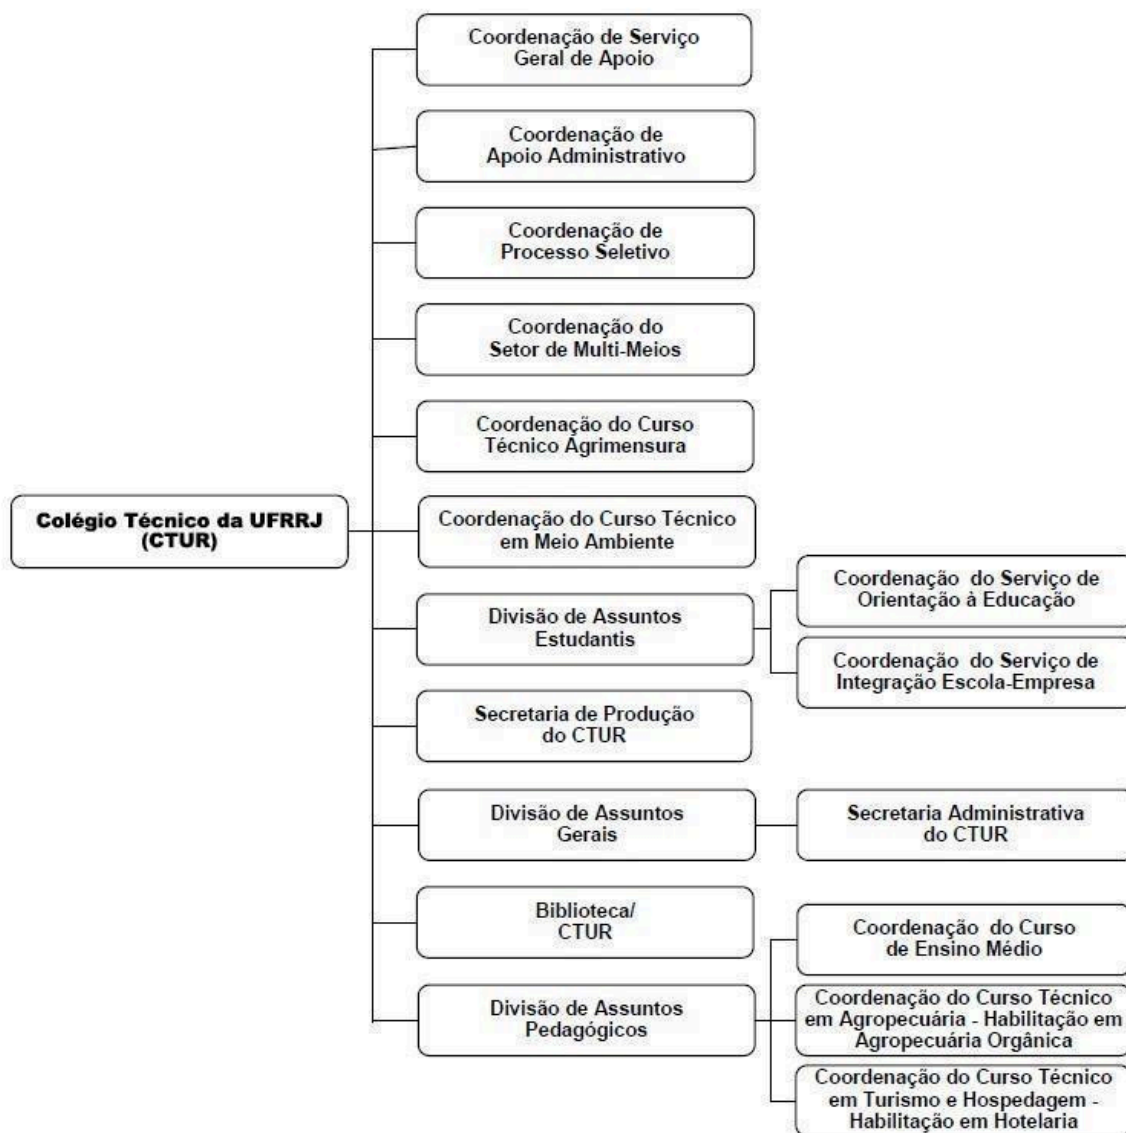 Coordenação de Serviço
Geral de Apoio
Coordenação de
Apoio Administrativo
Coordenação de
Processo Seletivo
Coordenação do
Setor de Multi-Meios
Coordenação do Curso
Técnico Agrimensura
Colégio Técnico da UFRRJ
(CTUR)
Coordenação do Curso Técnico
em Meio Ambiente
Divisão de Assuntos
Estudantis
Coordenação do Serviço de
Orientação à Educação
Coordenação do Serviço de
Integração Escola-Empresa
Secretaria de Produção
do CTUR
Divisão de Assuntos
Gerais
Secretaria Administrativa
do CTUR
Biblioteca/
CTUR
Divisão de Assuntos
Pedagógicos
Coordenação do Curso
de Ensino Médio
Coordenação do Curso Técnico
em Agropecuária - Habilitação em
Agropecuária Orgânica
Coordenação do Curso Técnico
em Turismo e Hospedagem -
Habilitação em Hotelaria